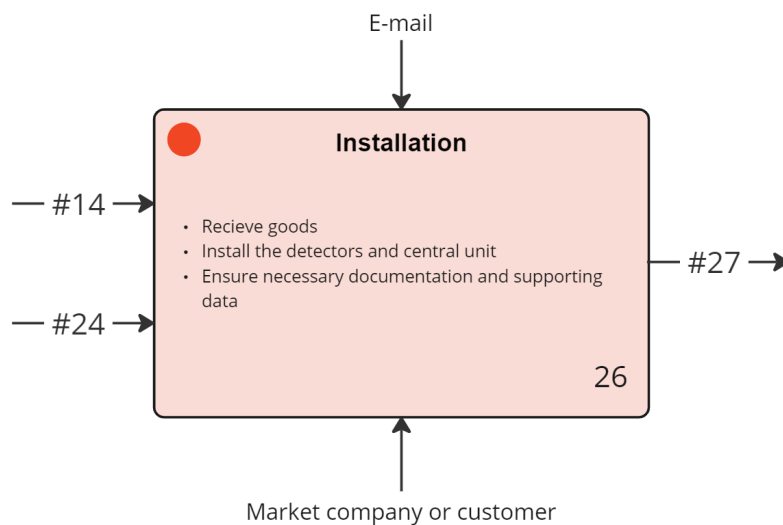 E-mail
Installation
#14
• Recieve goods
• Install the detectors and central unit
• Ensure necessary documentation and supporting
data
#27
#24
26
Market company or customer